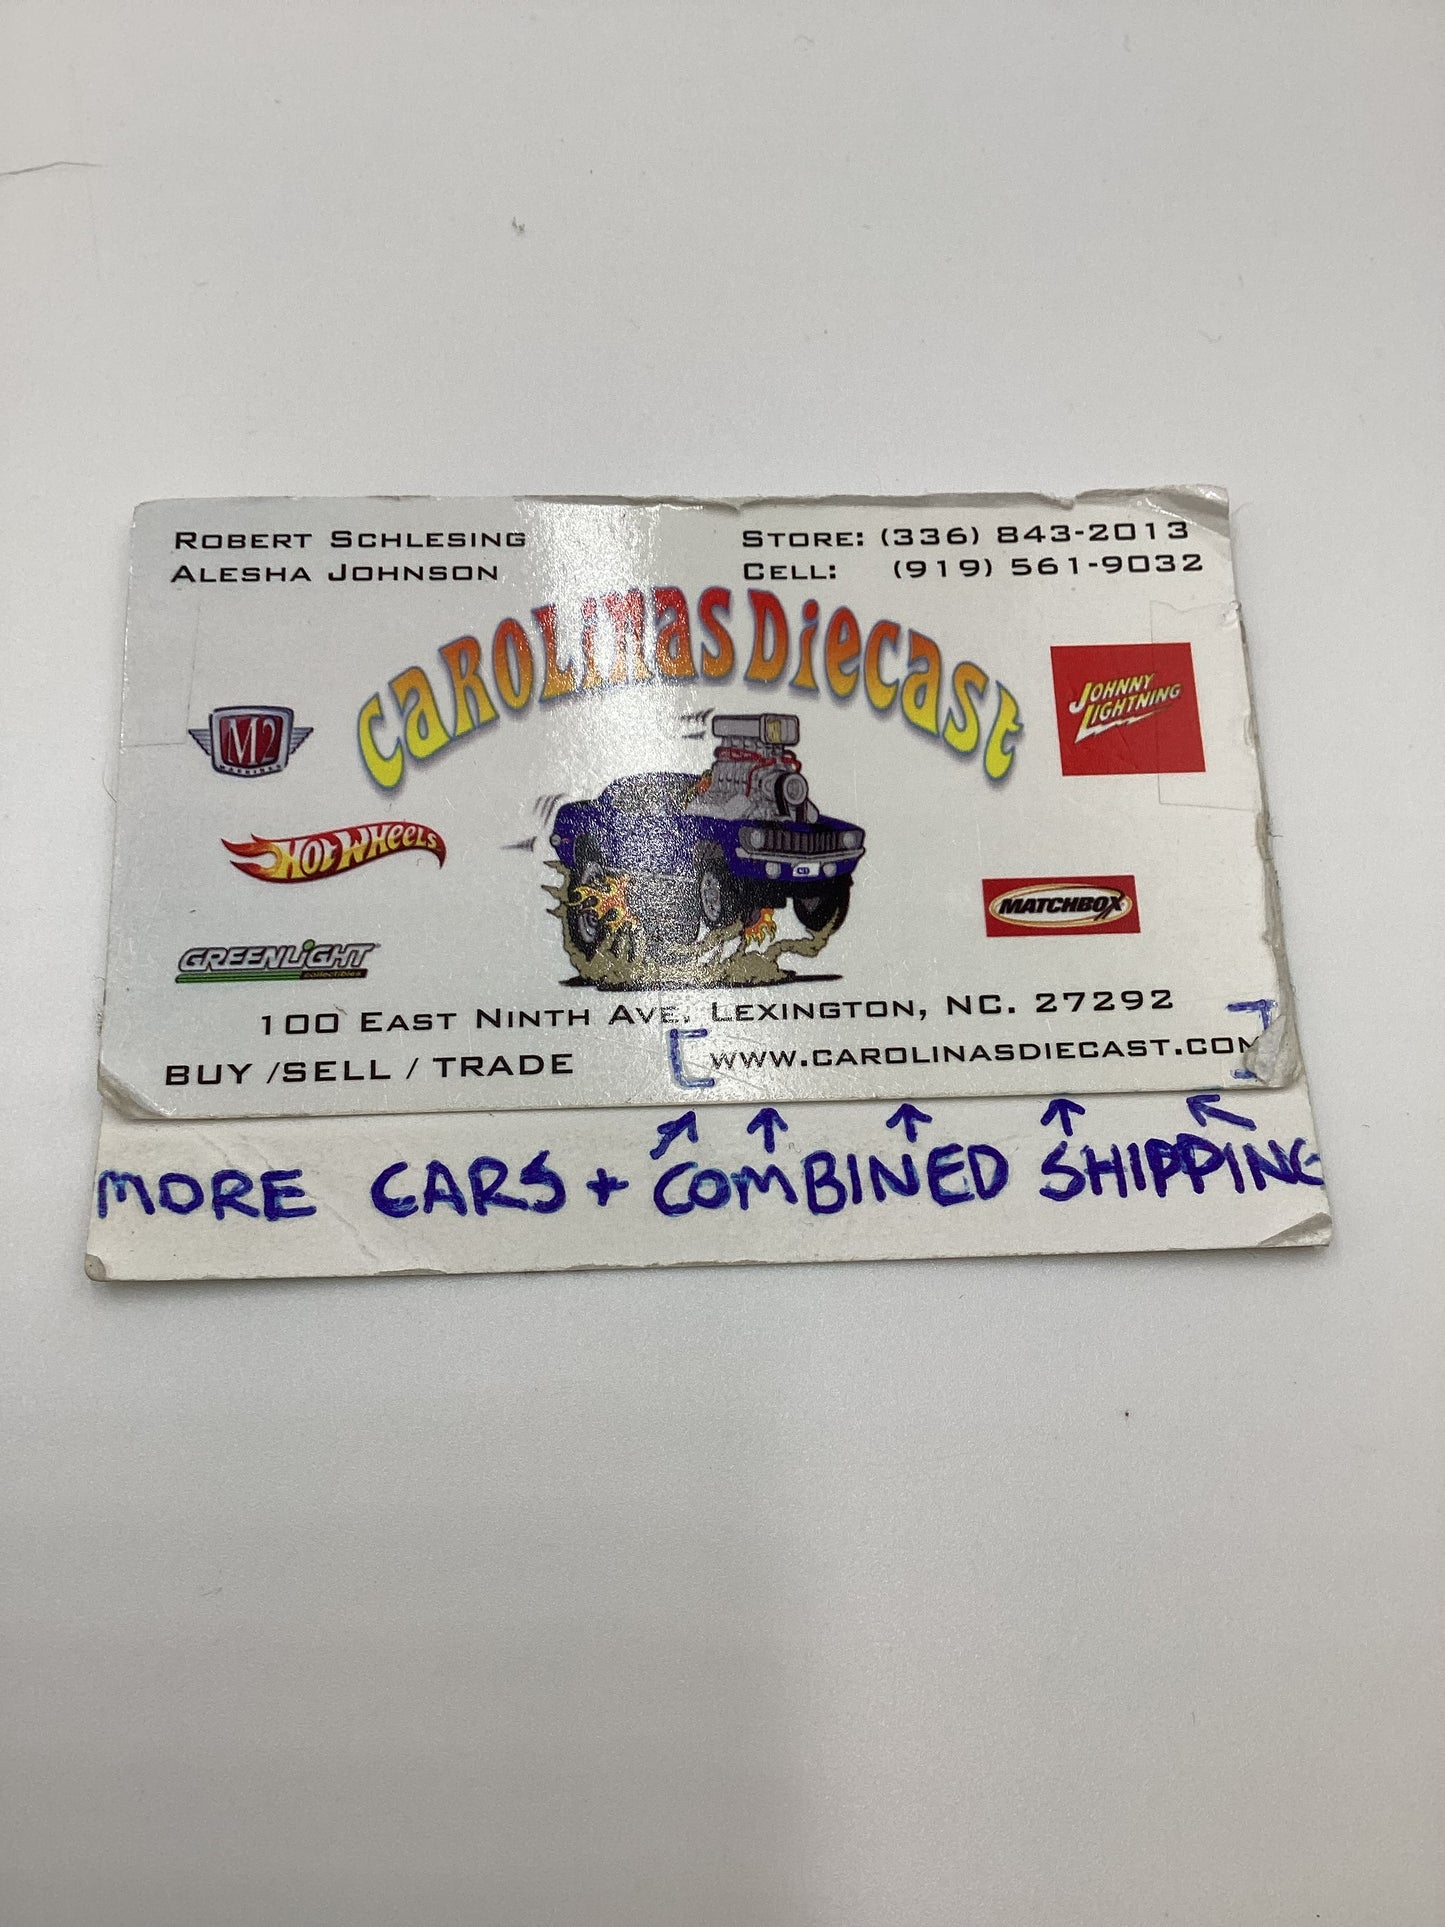 ROBERT SCHLESING
ALESHA JOHNSON
STORE: (336) 843-2013
CELL: (919) 561-9032
CAROLINAS DIECAST
M2
MACHINES
JOHNNY
LIGHTNING
HOT WHEELS
MATCHBOX
GREENLIGHT
collectibles
100 EAST NINTH AVE. LEXINGTON, NC. 27292
BUY /SELL / TRADE
[WWW.CAROLINASDIECAST.COM]
MORE CARS + COMBINED SHIPPING